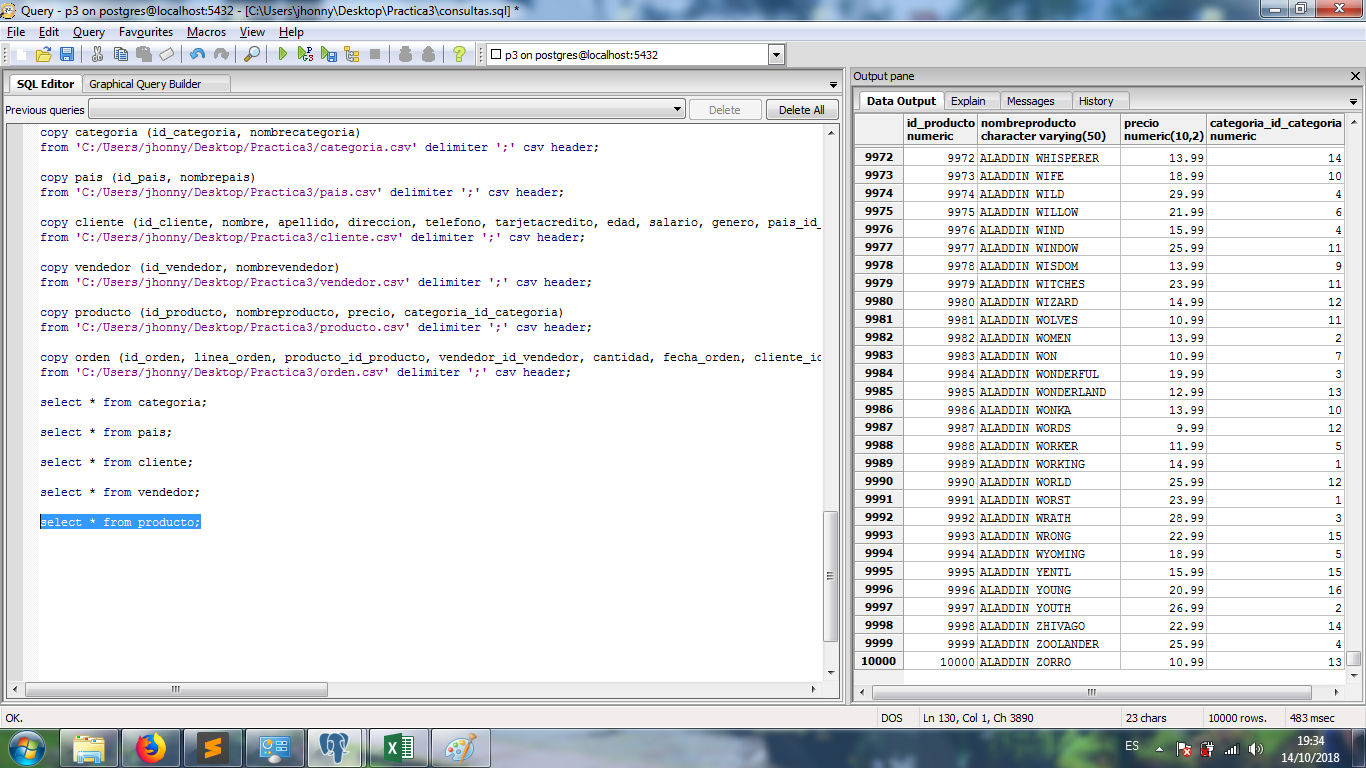 Query - p3 on postgres@localhost:5432 - [C:\Users\jhonny\Desktop\Practica3\consultas.sql] *
File Edit Query Favourites Macros View Help
p3 on postgres@localhost:5432
SQL Editor Graphical Query Builder
Previous queries Delete Delete All
copy categoria (id_categoria, nombrecategoria)
from 'C:/Users/jhonny/Desktop/Practica3/categoria.csv' delimiter ';' csv header;
copy pais (id_pais, nombrepais)
from 'C:/Users/jhonny/Desktop/Practica3/pais.csv' delimiter ';' csv header;
copy cliente (id_cliente, nombre, apellido, direccion, telefono, tarjetacredito, edad, salario, genero, pais_id_
from 'C:/Users/jhonny/Desktop/Practica3/cliente.csv' delimiter ';' csv header;
copy vendedor (id_vendedor, nombrevendedor)
from 'C:/Users/jhonny/Desktop/Practica3/vendedor.csv' delimiter ';' csv header;
copy producto (id_producto, nombreproducto, precio, categoria_id_categoria)
from 'C:/Users/jhonny/Desktop/Practica3/producto.csv' delimiter ';' csv header;
copy orden (id_orden, linea_orden, producto_id_producto, vendedor_id_vendedor, cantidad, fecha_orden, cliente_id
from 'C:/Users/jhonny/Desktop/Practica3/orden.csv' delimiter ';' csv header;
select * from categoria;
select * from pais;
select * from cliente;
select * from vendedor;
select * from producto;
Output pane
Data Output Explain Messages History
id_producto nombreproducto precio categoria_id_categoria
numeric character varying(50) numeric(10,2) numeric
9972 9972 ALADDIN WHISPERER 13.99 14
9973 9973 ALADDIN WIFE 18.99 10
9974 9974 ALADDIN WILD 29.99 4
9975 9975 ALADDIN WILLOW 21.99 6
9976 9976 ALADDIN WIND 15.99 4
9977 9977 ALADDIN WINDOW 25.99 11
9978 9978 ALADDIN WISDOM 13.99 9
9979 9979 ALADDIN WITCHES 23.99 11
9980 9980 ALADDIN WIZARD 14.99 12
9981 9981 ALADDIN WOLVES 10.99 11
9982 9982 ALADDIN WOMEN 13.99 2
9983 9983 ALADDIN WON 10.99 7
9984 9984 ALADDIN WONDERFUL 19.99 3
9985 9985 ALADDIN WONDERLAND 12.99 13
9986 9986 ALADDIN WONKA 13.99 10
9987 9987 ALADDIN WORDS 9.99 12
9988 9988 ALADDIN WORKER 11.99 5
9989 9989 ALADDIN WORKING 14.99 1
9990 9990 ALADDIN WORLD 25.99 12
9991 9991 ALADDIN WORST 23.99 1
9992 9992 ALADDIN WRATH 28.99 3
9993 9993 ALADDIN WRONG 22.99 15
9994 9994 ALADDIN WYOMING 18.99 5
9995 9995 ALADDIN YENTL 15.99 15
9996 9996 ALADDIN YOUNG 20.99 16
9997 9997 ALADDIN YOUTH 26.99 2
9998 9998 ALADDIN ZHIVAGO 22.99 14
9999 9999 ALADDIN ZOOLANDER 25.99 4
10000 10000 ALADDIN ZORRO 10.99 13
OK. DOS Ln 130, Col 1, Ch 3890 23 chars 10000 rows. 483 msec
ES 19:34
14/10/2018